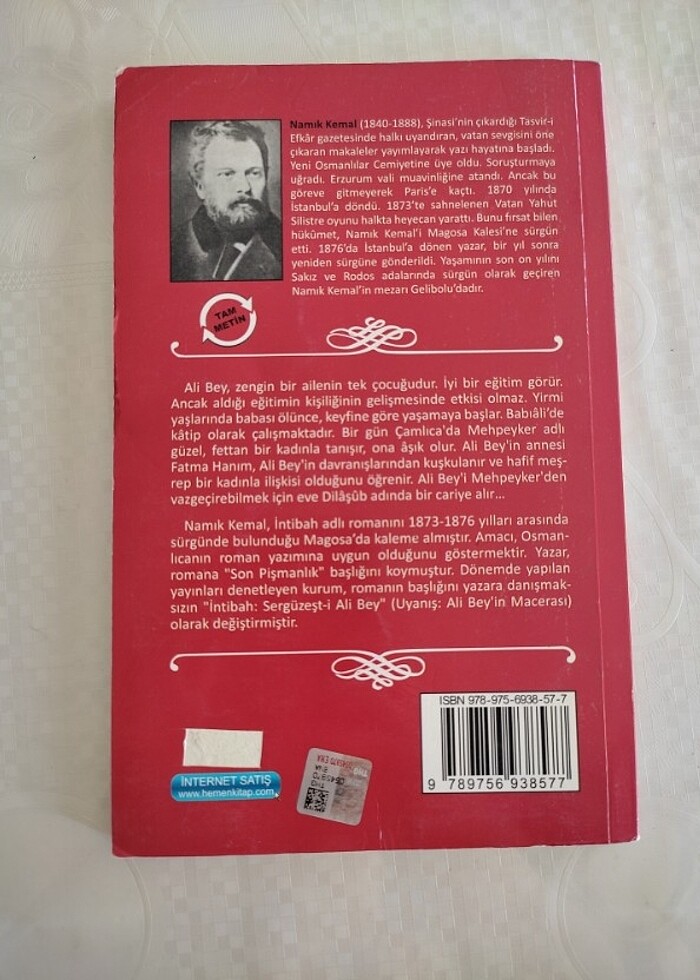 Namık Kemal (1840-1888), Şinasi'nin çıkardığı Tasvir-i
Efkâr gazetesinde halkı uyandıran, vatan sevgisini öne
çıkaran makaleler yayımlayarak yazı hayatına başladı.
Yeni Osmanlılar Cemiyetine üye oldu. Soruşturmaya
uğradı. Erzurum vali muavinliğine atandı. Ancak bu
göreve gitmeyerek Paris'e kaçtı. 1870 yılında
İstanbul'a döndü. 1873'te sahnelenen Vatan Yahut
Silistre oyunu halkta heyecan yarattı. Bunu fırsat bilen
hükûmet, Namık Kemal'i Magosa Kalesi'ne sürgün
etti. 1876'da İstanbul'a dönen yazar, bir yıl sonra
yeniden sürgüne gönderildi. Yaşamının son on yılını
Sakız ve Rodos adalarında sürgün olarak geçiren
Namık Kemal'in mezarı Gelibolu'dadır.
TAM
METİN
Ali Bey, zengin bir ailenin tek çocuğudur. İyi bir eğitim görür.
Ancak aldığı eğitimin kişiliğinin gelişmesinde etkisi olmaz. Yirmi
yaşlarında babası ölünce, keyfine göre yaşamaya başlar. Babıâli'de
kâtip olarak çalışmaktadır. Bir gün Çamlıca'da Mehpeyker adlı
güzel, fettan bir kadınla tanışır, ona âşık olur. Ali Bey'in annesi
Fatma Hanım, Ali Bey'in davranışlarından kuşkulanır ve hafif meş-
rep bir kadınla ilişkisi olduğunu öğrenir. Ali Bey'i Mehpeyker'den
vazgeçirebilmek için eve Dilâşûb adında bir cariye alır...
Namık Kemal, İntibah adlı romanını 1873-1876 yılları arasında
sürgünde bulunduğu Magosa'da kaleme almıştır. Amacı, Osman-
lıcanın roman yazımına uygun olduğunu göstermektir. Yazar,
romana "Son Pişmanlık" başlığını koymuştur. Dönemde yapılan
yayınları denetleyen kurum, romanın başlığını yazara danışmak-
sızın "İntibah: Sergüzeşt-i Ali Bey" (Uyanış: Ali Bey'in Macerası)
olarak değiştirmiştir.
ISBN 978-975-6938-57-7
9 789756 938577
İNTERNET SATIŞ
www.hemenkitap.com